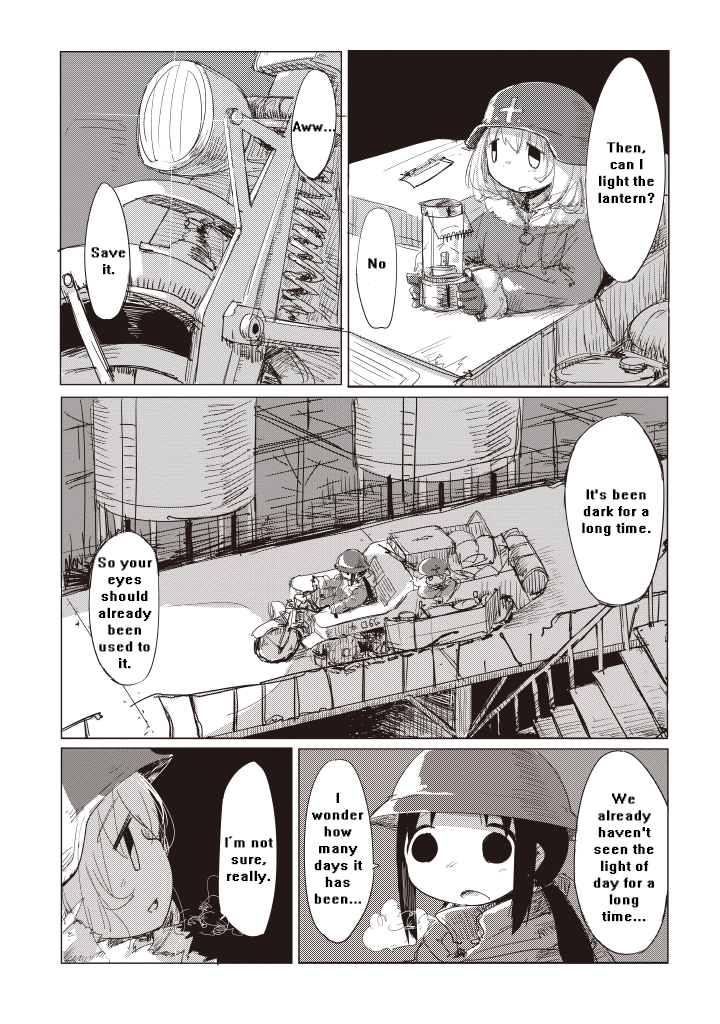 Then,
can I
light the
lantern?
No
Aww...
Save
it.
It's been
dark for a
long time.
So your
eyes
should
already
been
used to
it.
We
already
haven't
seen the
light of
day for a
long
time...
I
wonder
how
many
days it
has
been...
I'm not
sure,
really.